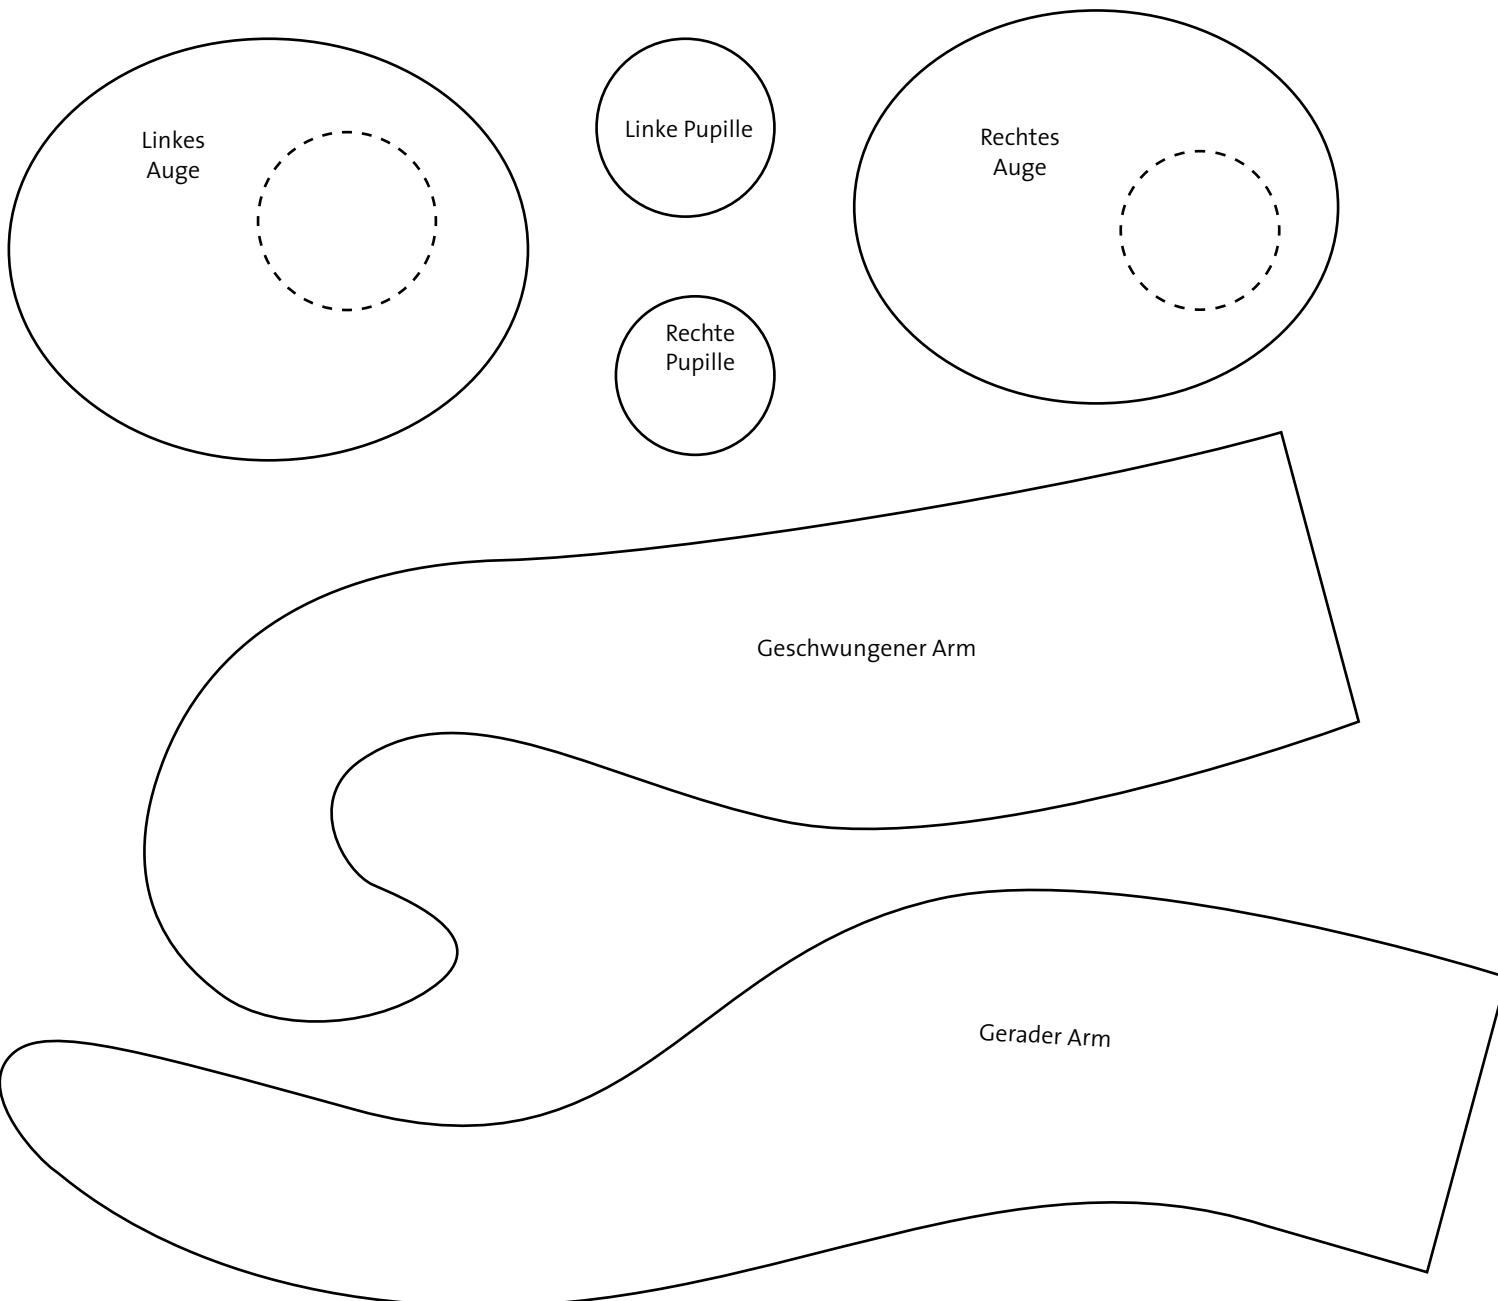 Linkes
Auge
Linke Pupille
Rechtes
Auge
Rechte
Pupille
Geschwungener Arm
Gerader Arm